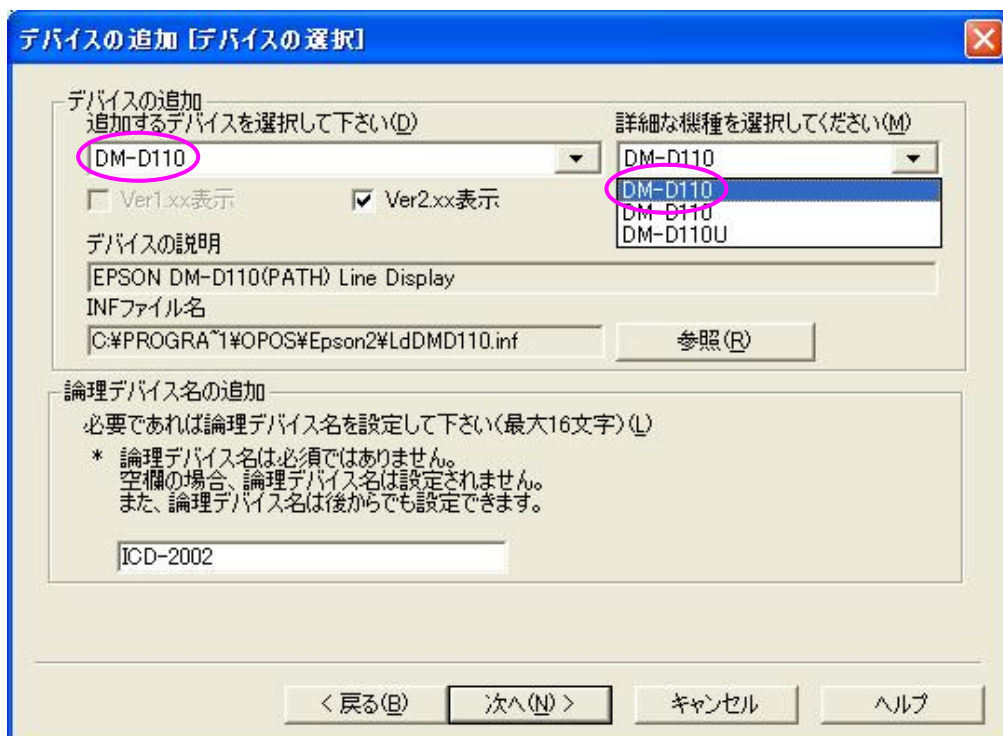 デバイスの追加 [デバイスの選択]
デバイスの追加
追加するデバイスを選択して下さい(D)
詳細な機種を選択してください(M)
DM-D110
DM-D110
Ver1.xx表示
Ver2.xx表示
DM-D110
DM-D110
DM-D110U
デバイスの説明
EPSON DM-D110(PATH) Line Display
INFファイル名
C:¥PROGRA~1¥OPOS¥Epson2¥LdDMD110.inf
参照(R)
論理デバイス名の追加
必要であれば論理デバイス名を設定して下さい(最大16文字)(L)
* 論理デバイス名は必須ではありません。
空欄の場合、論理デバイス名は設定されません。
また、論理デバイス名は後からでも設定できます。
ICD-2002
< 戻る(B)
次へ(N) >
キャンセル
ヘルプ